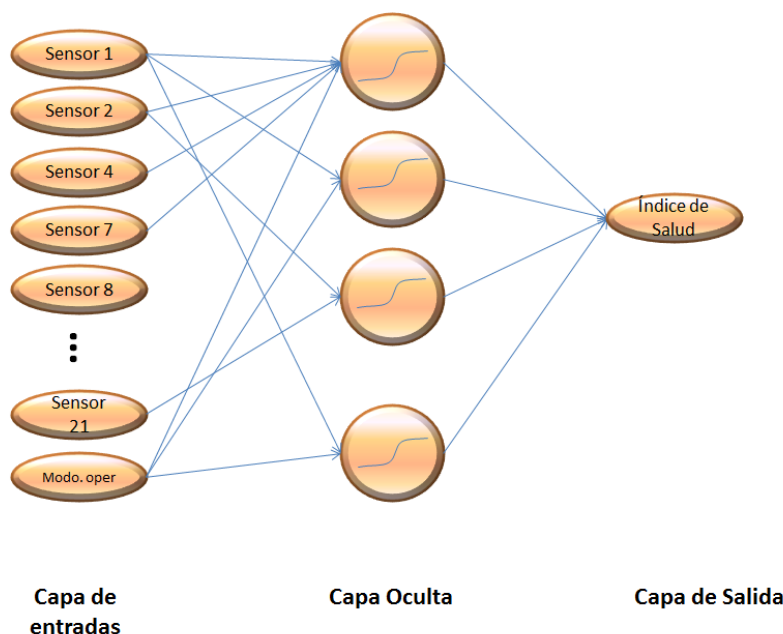 Sensor 1
Sensor 2
Sensor 4
Sensor 7
Sensor 8
Sensor
21
Modo. oper
Índice de
Salud
Capa de
entradas
Capa Oculta
Capa de Salida